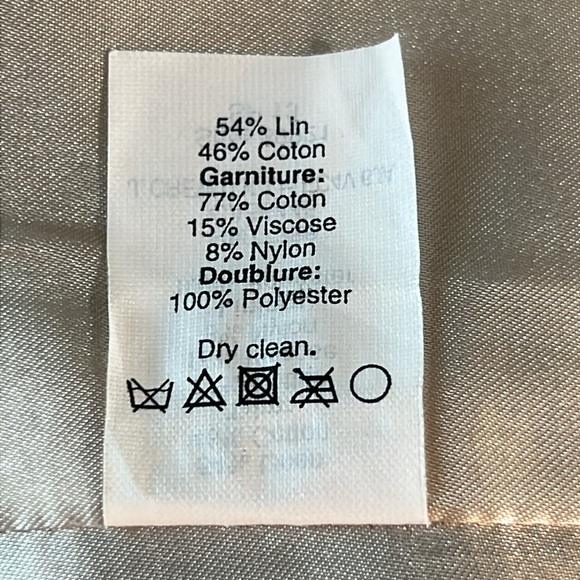 54% Lin
46% Coton
Garniture:
77% Coton
15% Viscose
8% Nylon
Doublure:
100% Polyester
Dry clean.